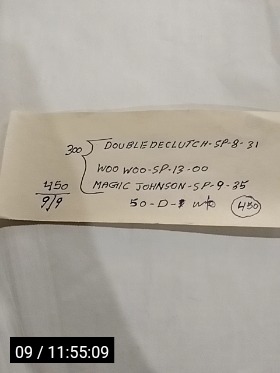 300 { DOUBLEDECLUTCH-SP-8-31
WOO WOO-SP-13-00
450 MAGIC JOHNSON-SP-9-35
9/9 50-D-
450
09 / 11:55:09